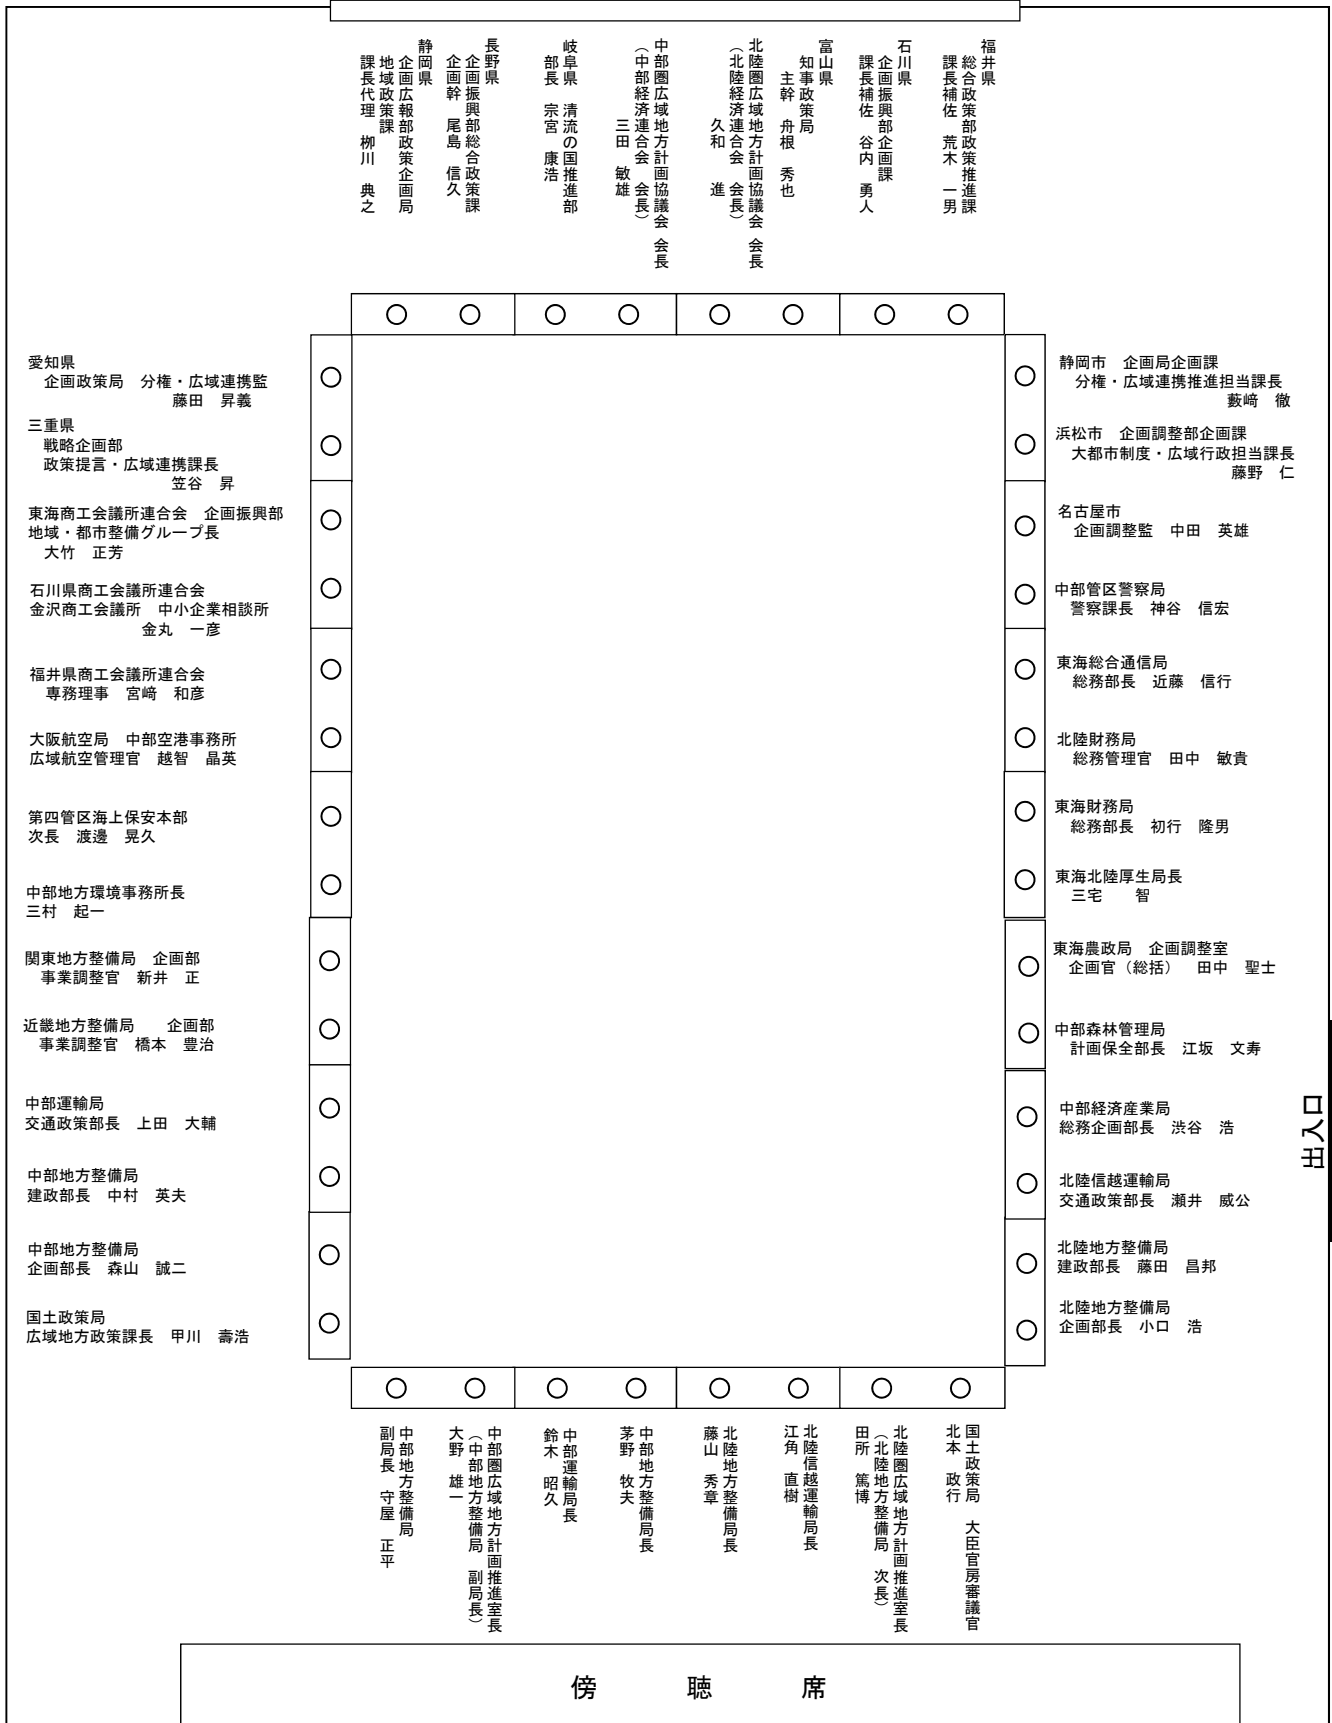 福井県
総合政策部政策推進課
課長補佐　荒木　一男
石川県
企画振興部企画課
課長補佐　谷内　勇人
富山県
知事政策局
主幹　舟根　秀也
北陸圏広域地方計画協議会　会長
（北陸経済連合会　会長）
久和　進
中部圏広域地方計画協議会　会長
（中部経済連合会　会長）
三田　敏雄
岐阜県　清流の国推進部
部長　宗宮　康浩
長野県
企画振興部総合政策課
企画幹　尾島　信久
静岡県
企画広報部政策企画局
地域政策課
課長代理　栁川　典之
愛知県
企画政策局　分権・広域連携監
藤田　昇義
三重県
戦略企画部
政策提言・広域連携課長
笠谷　昇
東海商工会議所連合会　企画振興部
地域・都市整備グループ長
大竹　正芳
石川県商工会議所連合会
金沢商工会議所　中小企業相談所
金丸　一彦
福井県商工会議所連合会
専務理事　宮﨑　和彦
大阪航空局　中部空港事務所
広域航空管理官　越智　晶英
第四管区海上保安本部
次長　渡邊　晃久
中部地方環境事務所長
三村　起一
関東地方整備局　企画部
事業調整官　新井　正
近畿地方整備局　　企画部
事業調整官　橋本　豊治
中部運輸局
交通政策部長　上田　大輔
中部地方整備局
建政部長　中村　英夫
中部地方整備局
企画部長　森山　誠二
国土政策局
広域地方政策課長　甲川　壽浩
静岡市　企画局企画課
分権・広域連携推進担当課長
藪﨑　徹
浜松市　企画調整部企画課
大都市制度・広域行政担当課長
藤野　仁
名古屋市
企画調整監　中田　英雄
中部管区警察局
警察課長　神谷　信宏
東海総合通信局
総務部長　近藤　信行
北陸財務局
総務管理官　田中　敏貴
東海財務局
総務部長　初行　隆男
東海北陸厚生局長
三宅　　智
東海農政局　企画調整室
企画官（総括）　田中　聖士
中部森林管理局
計画保全部長　江坂　文寿
中部経済産業局
総務企画部長　渋谷　浩
北陸信越運輸局
交通政策部長　瀬井　威公
北陸地方整備局
建政部長　藤田　昌邦
北陸地方整備局
企画部長　小口　浩
出入口
国土政策局　大臣官房審議官
北本　政行
北陸圏広域地方計画推進室長
（北陸地方整備局　次長）
田所　篤博
北陸信越運輸局長
江角　直樹
北陸地方整備局長
藤山　秀章
中部地方整備局長
茅野　牧夫
中部運輸局長
鈴木　昭久
中部圏広域地方計画推進室長
（中部地方整備局　副局長）
大野　雄一
中部地方整備局
副局長　守屋　正平
傍　聴　席